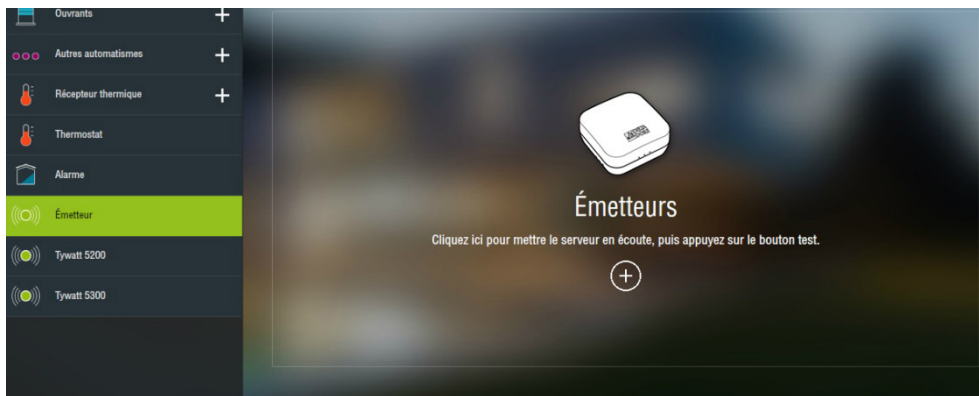 Ouvrants
Autres automatismes
Récepteur thermique
Thermostat
Alarme
Émetteur
Tywatt 5200
Tywatt 5300
Émetteurs
Cliquez ici pour mettre le serveur en écoute, puis appuyez sur le bouton test.